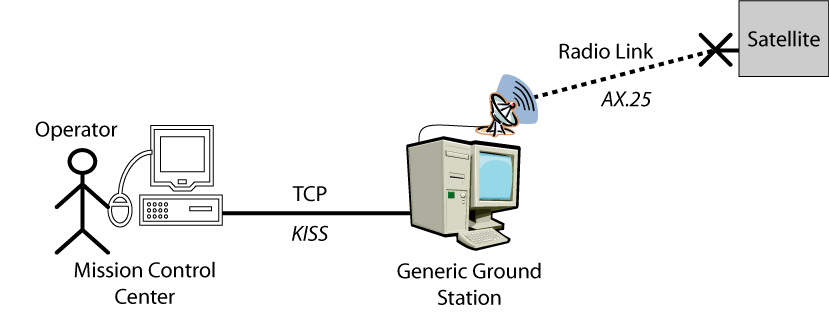 Satellite
Radio Link
AX.25
Operator
TCP
KISS
Mission Control
Center
Generic Ground
Station